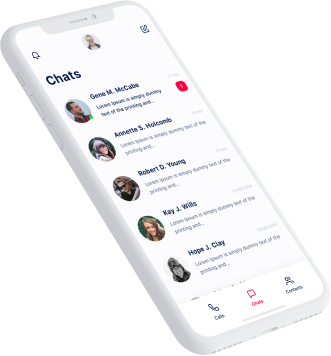 Chats
Gene M. McCabe
Lorem Ipsum is simply dummy
text of the printing and...
1
Annette S. Holcomb
Lorem Ipsum is simply dummy text of the
printing and...
Robert D. Young
Lorem Ipsum is simply dummy text of the
printing and...
Kay J. Wills
Lorem Ipsum is simply dummy text of the
printing and...
Hope J. Clay
Lorem Ipsum is simply dummy text of the
printing and...
Calls
Chats
Contacts